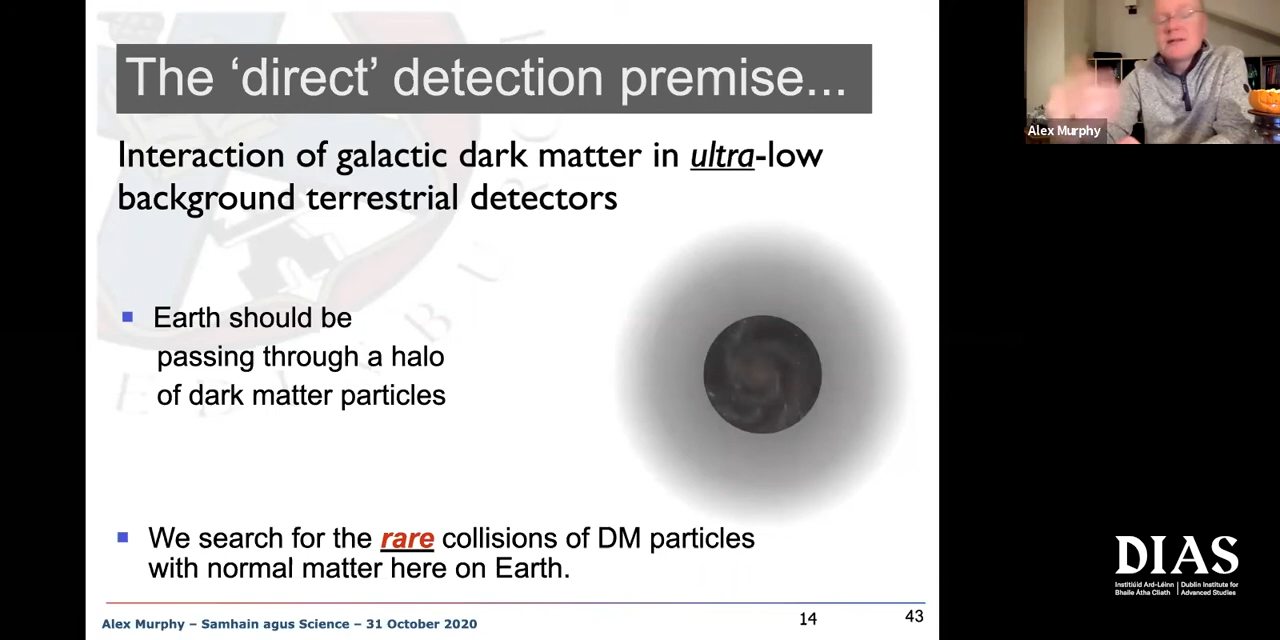 The 'direct' detection premise...
Interaction of galactic dark matter in ultra-low
background terrestrial detectors
▪ Earth should be
passing through a halo
of dark matter particles
▪ We search for the rare collisions of DM particles
with normal matter here on Earth.
Alex Murphy – Samhain agus Science – 31 October 2020
14
43
Alex Murphy
DIAS
Institiúid Ard-Léinn | Dublin Institute for
Bhaile Átha Cliath | Advanced Studies